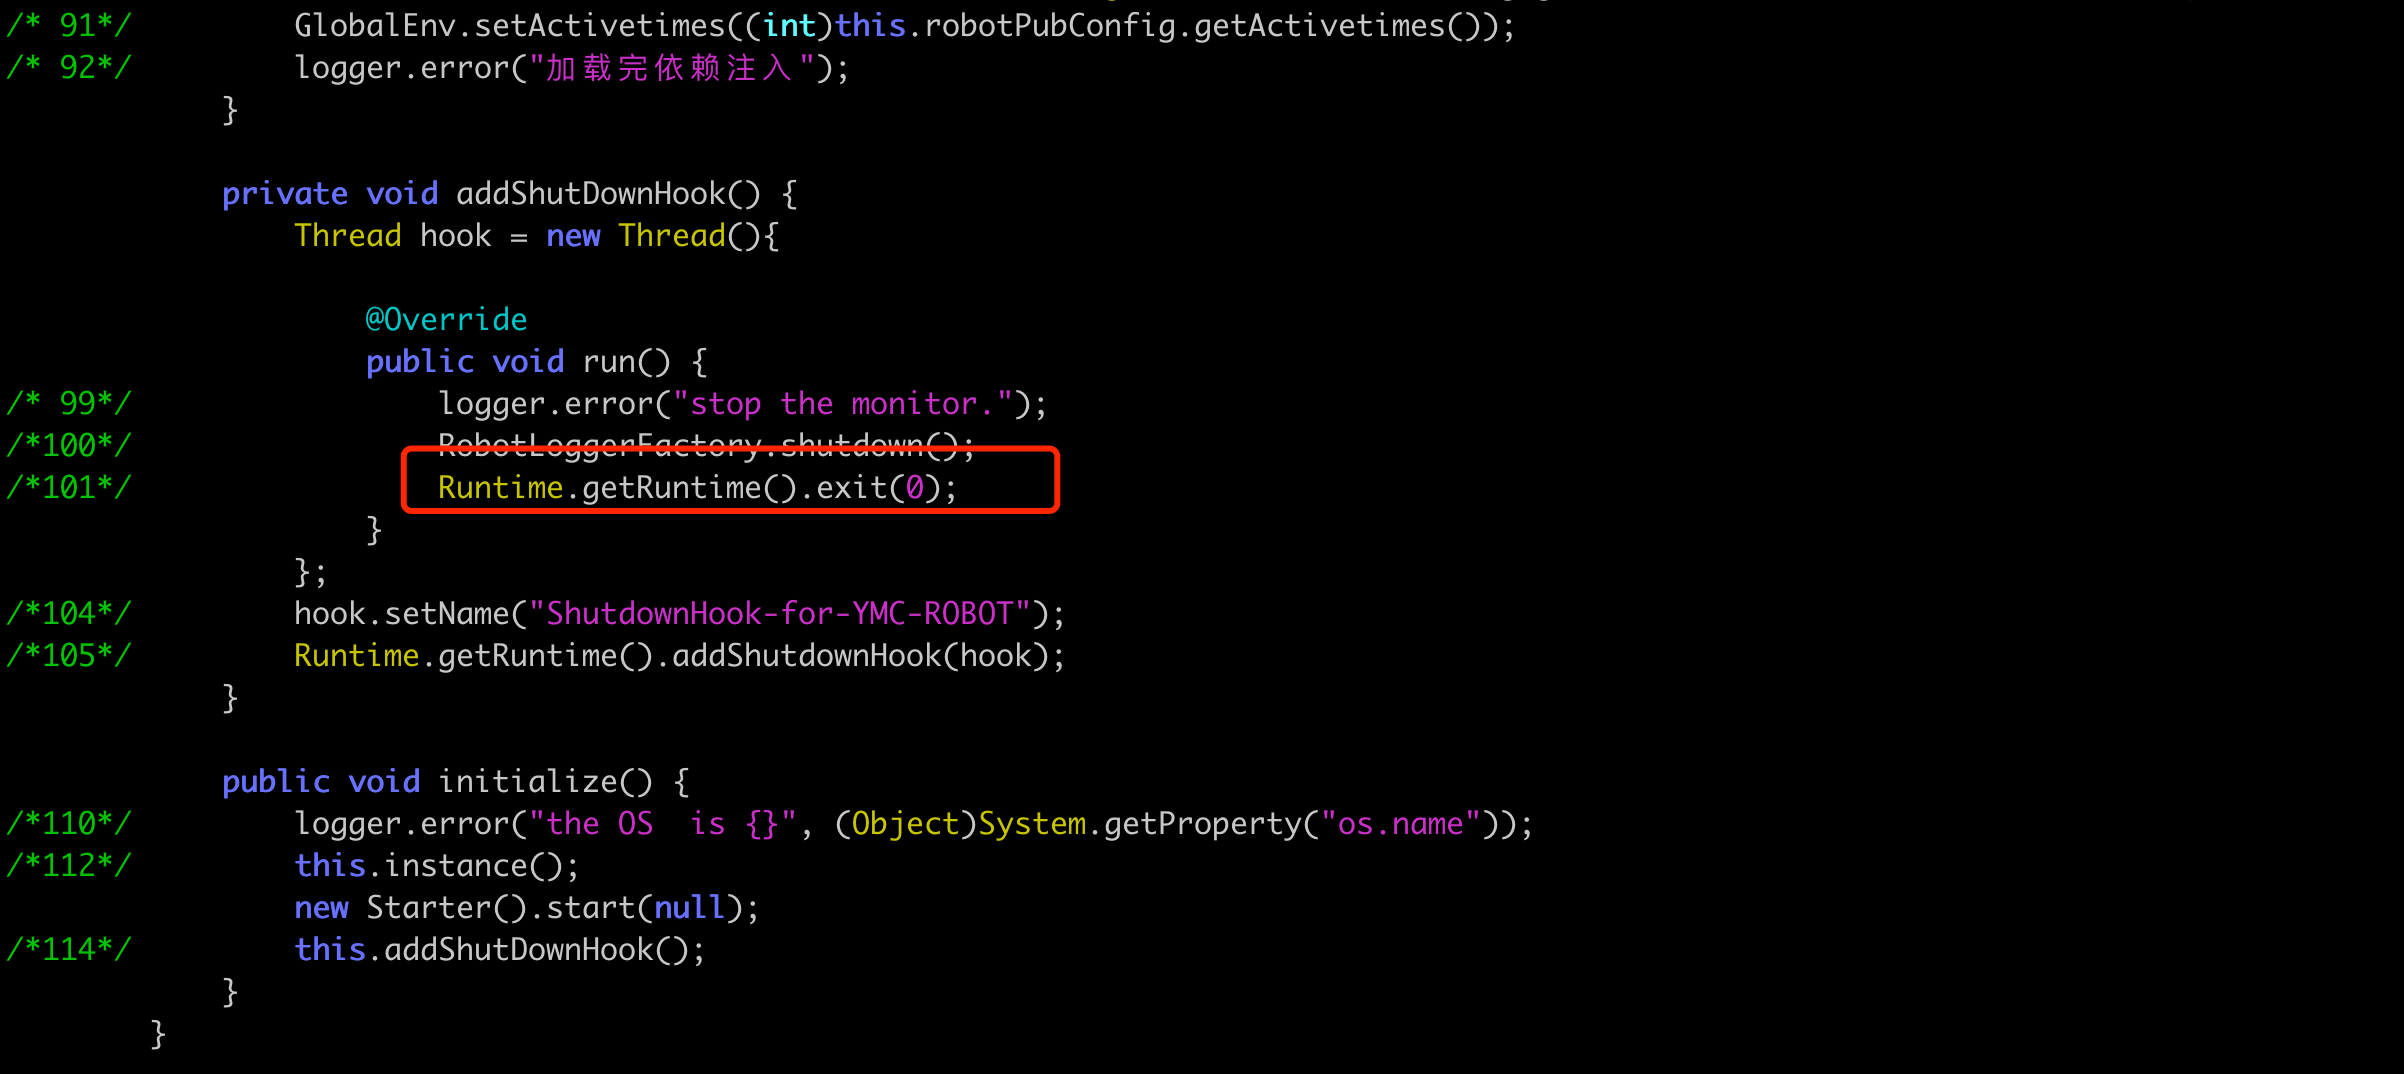 /* 91*/ GlobalEnv.setActivetimes((int)this.robotPubConfig.getActivetimes());
/* 92*/ logger.error("加载完依赖注入");
}
private void addShutDownHook() {
Thread hook = new Thread(){
@Override
public void run() {
/* 99*/ logger.error("stop the monitor.");
/*100*/ RobotLoggerFactory.shutdown();
/*101*/ Runtime.getRuntime().exit(0);
}
};
/*104*/ hook.setName("ShutdownHook-for-YMC-ROBOT");
/*105*/ Runtime.getRuntime().addShutdownHook(hook);
}
public void initialize() {
/*110*/ logger.error("the OS  is {}", (Object)System.getProperty("os.name"));
/*112*/ this.instance();
new Starter().start(null);
/*114*/ this.addShutDownHook();
}
}